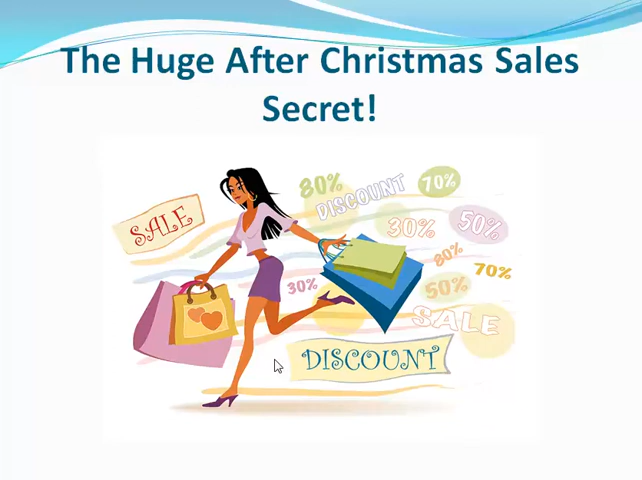 The Huge After Christmas Sales
Secret!
80%
DISCOUNT
70%
SALE
30%
50%
80%
70%
30%
50%
SALE
DISCOUNT